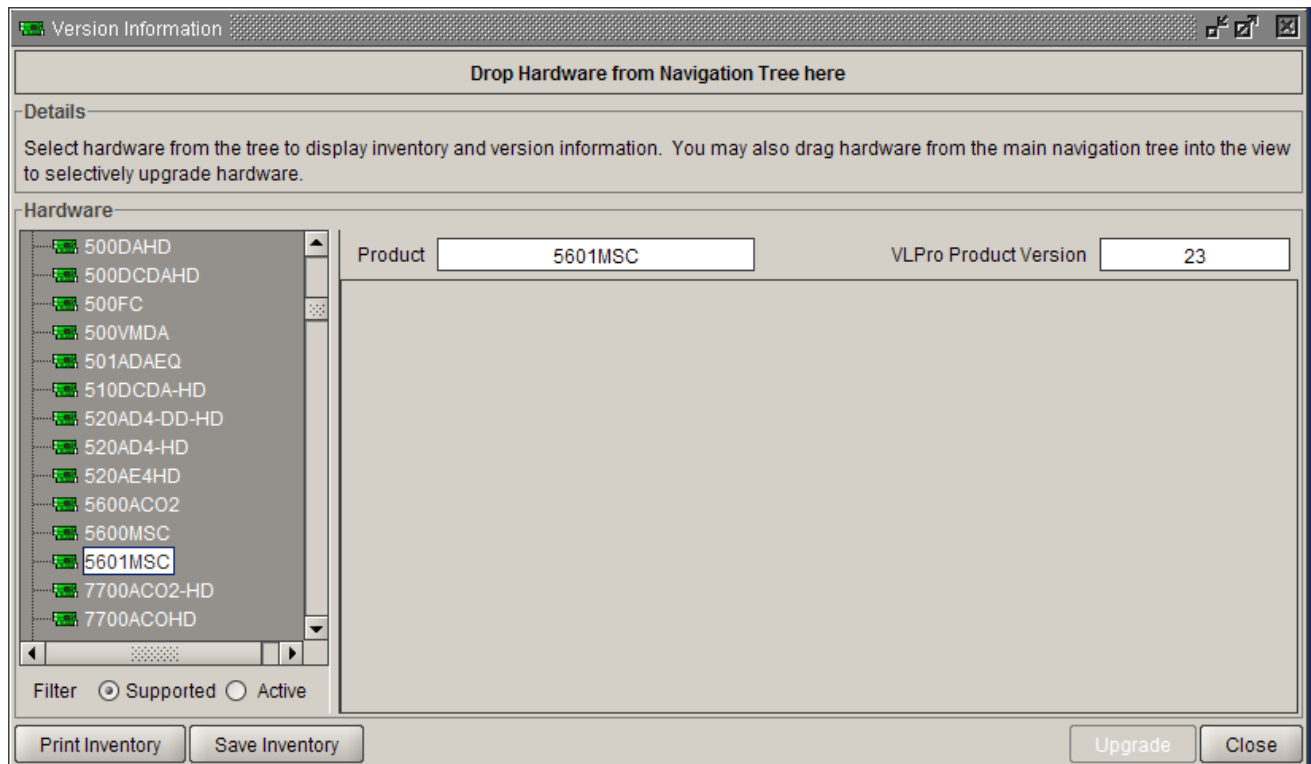 Version Information
Drop Hardware from Navigation Tree here
Details
Select hardware from the tree to display inventory and version information. You may also drag hardware from the main navigation tree into the view
to selectively upgrade hardware.
Hardware
500DAHD
500DCDAHD
500FC
500VMDA
501ADAEQ
510DCDA-HD
520AD4-DD-HD
520AD4-HD
520AE4HD
5600ACO2
5600MSC
5601MSC
7700ACO2-HD
7700ACOHD
Product 5601MSC VLPro Product Version 23
Filter Supported Active
Print Inventory Save Inventory Upgrade Close